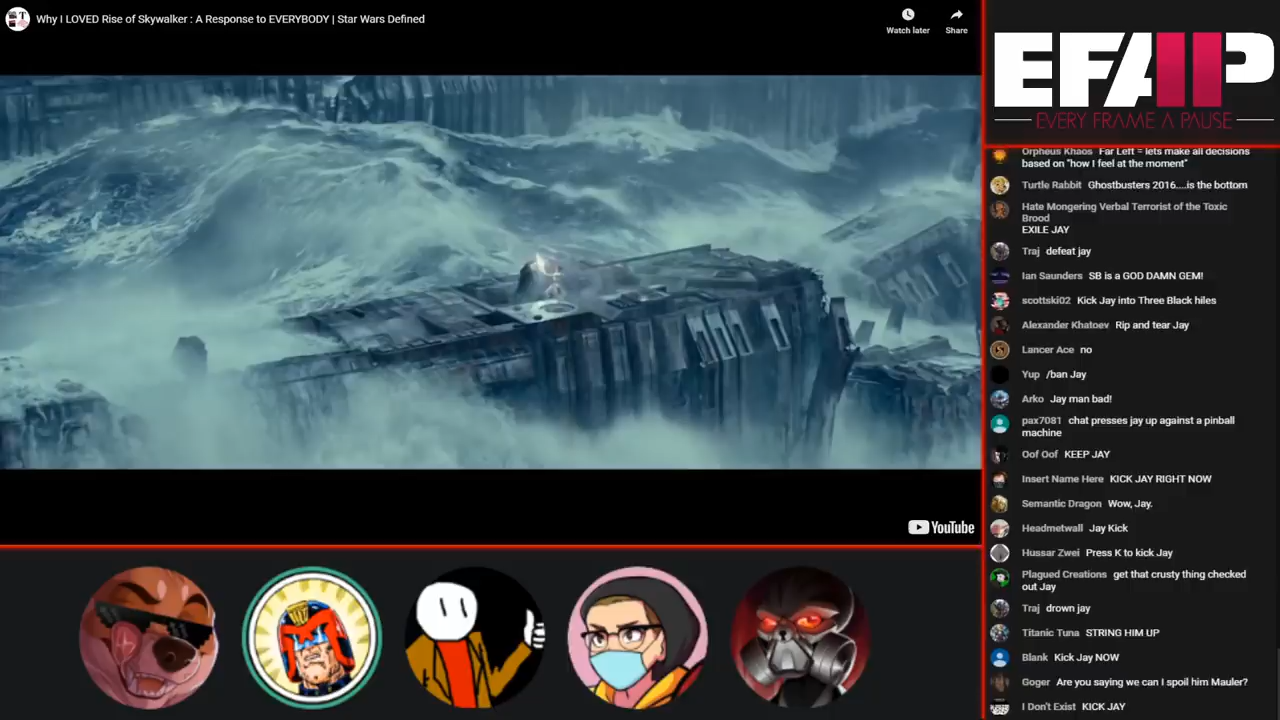 Why I LOVED Rise of Skywalker : A Response to EVERYBODY | Star Wars Defined
Watch later
Share
YouTube
EFAP
EVERY FRAME A PAUSE
Orpheus Khaos Far Left = lets make all decisions
based on "how I feel at the moment"
Turtle Rabbit Ghostbusters 2016....is the bottom
Hate Mongering Verbal Terrorist of the Toxic
Brood
EXILE JAY
Traj defeat jay
Ian Saunders SB is a GOD DAMN GEM!
scottski02 Kick Jay into Three Black hiles
Alexander Khatoev Rip and tear Jay
Lancer Ace no
Yup /ban Jay
Arko Jay man bad!
pax7081 chat presses jay up against a pinball
machine
Oof Oof KEEP JAY
Insert Name Here KICK JAY RIGHT NOW
Semantic Dragon Wow, Jay.
Headmetwall Jay Kick
Hussar Zwei Press K to kick Jay
Plagued Creations get that crusty thing checked
out Jay
Traj drown jay
Titanic Tuna STRING HIM UP
Blank Kick Jay NOW
Goger Are you saying we can I spoil him Mauler?
I Don't Exist KICK JAY